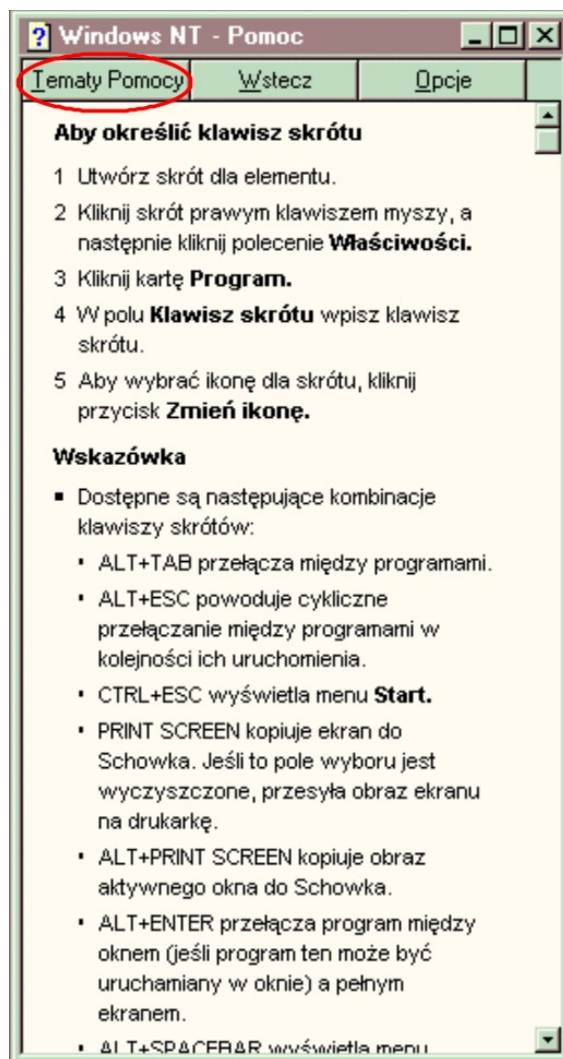 Windows NT - Pomoc
Tematy Pomocy Wstecz Opcje
Aby określić klawisz skrótu
1 Utwórz skrót dla elementu.
2 Kliknij skrót prawym klawiszem myszy, a
następnie kliknij polecenie Właściwości.
3 Kliknij kartę Program.
4 W polu Klawisz skrótu wpisz klawisz
skrótu.
5 Aby wybrać ikonę dla skrótu, kliknij
przycisk Zmień ikonę.
Wskazówka
▪ Dostępne są następujące kombinacje
klawiszy skrótów:
• ALT+TAB przełącza między programami.
• ALT+ESC powoduje cykliczne
przełączanie między programami w
kolejności ich uruchomienia.
• CTRL+ESC wyświetla menu Start.
• PRINT SCREEN kopiuje ekran do
Schowka. Jeśli to pole wyboru jest
wyczyszczone, przesyła obraz ekranu
na drukarkę.
• ALT+PRINT SCREEN kopiuje obraz
aktywnego okna do Schowka.
• ALT+ENTER przełącza program między
oknem (jeśli program ten może być
uruchamiany w oknie) a pełnym
ekranem.
• ALT+SPACEBAR wyświetla menu